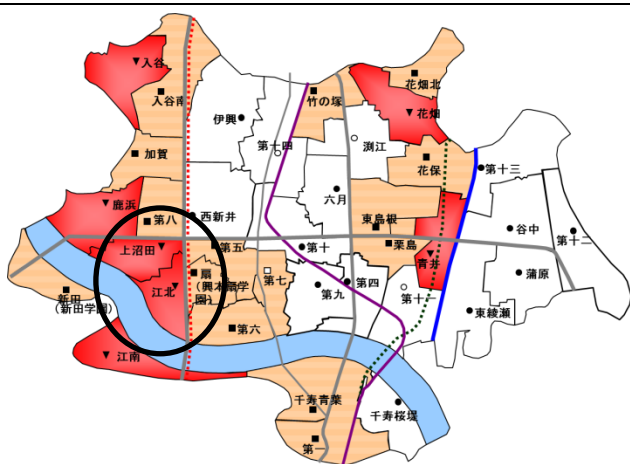 入谷
入谷南
伊興
竹の塚
花畑北
花畑
第十四
渕江
加賀
花保
第十三
鹿浜
第八
西新井
六月
東島根
栗島
谷中
第十二
上沼田
第五
第十
青井
江北
扇
(興本扇学
園)
第七
第九
第四
第十一
蒲原
新田
(新田学園)
第六
東綾瀬
江南
千寿青葉
千寿桜堤
第一